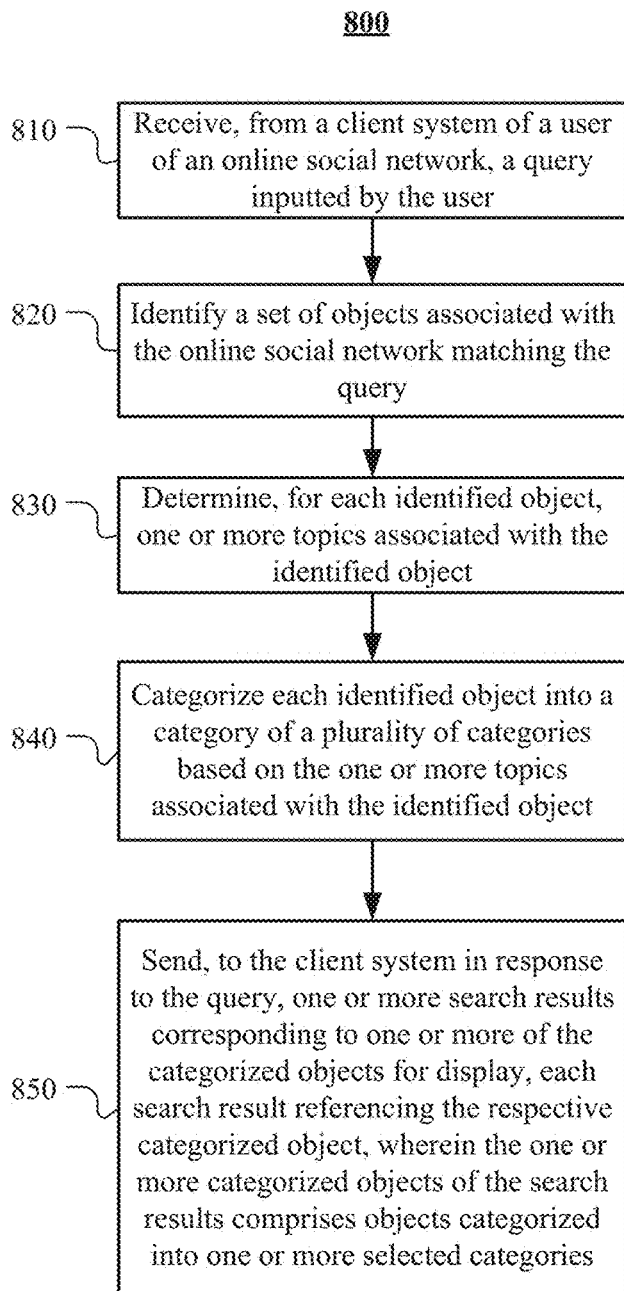 800
810
Receive, from a client system of a user
of an online social network, a query
inputted by the user
820
Identify a set of objects associated with
the online social network matching the
query
830
Determine, for each identified object,
one or more topics associated with the
identified object
840
Categorize each identified object into a
category of a plurality of categories
based on the one or more topics
associated with the identified object
850
Send, to the client system in response
to the query, one or more search results
corresponding to one or more of the
categorized objects for display, each
search result referencing the respective
categorized object, wherein the one or
more categorized objects of the search
results comprises objects categorized
into one or more selected categories